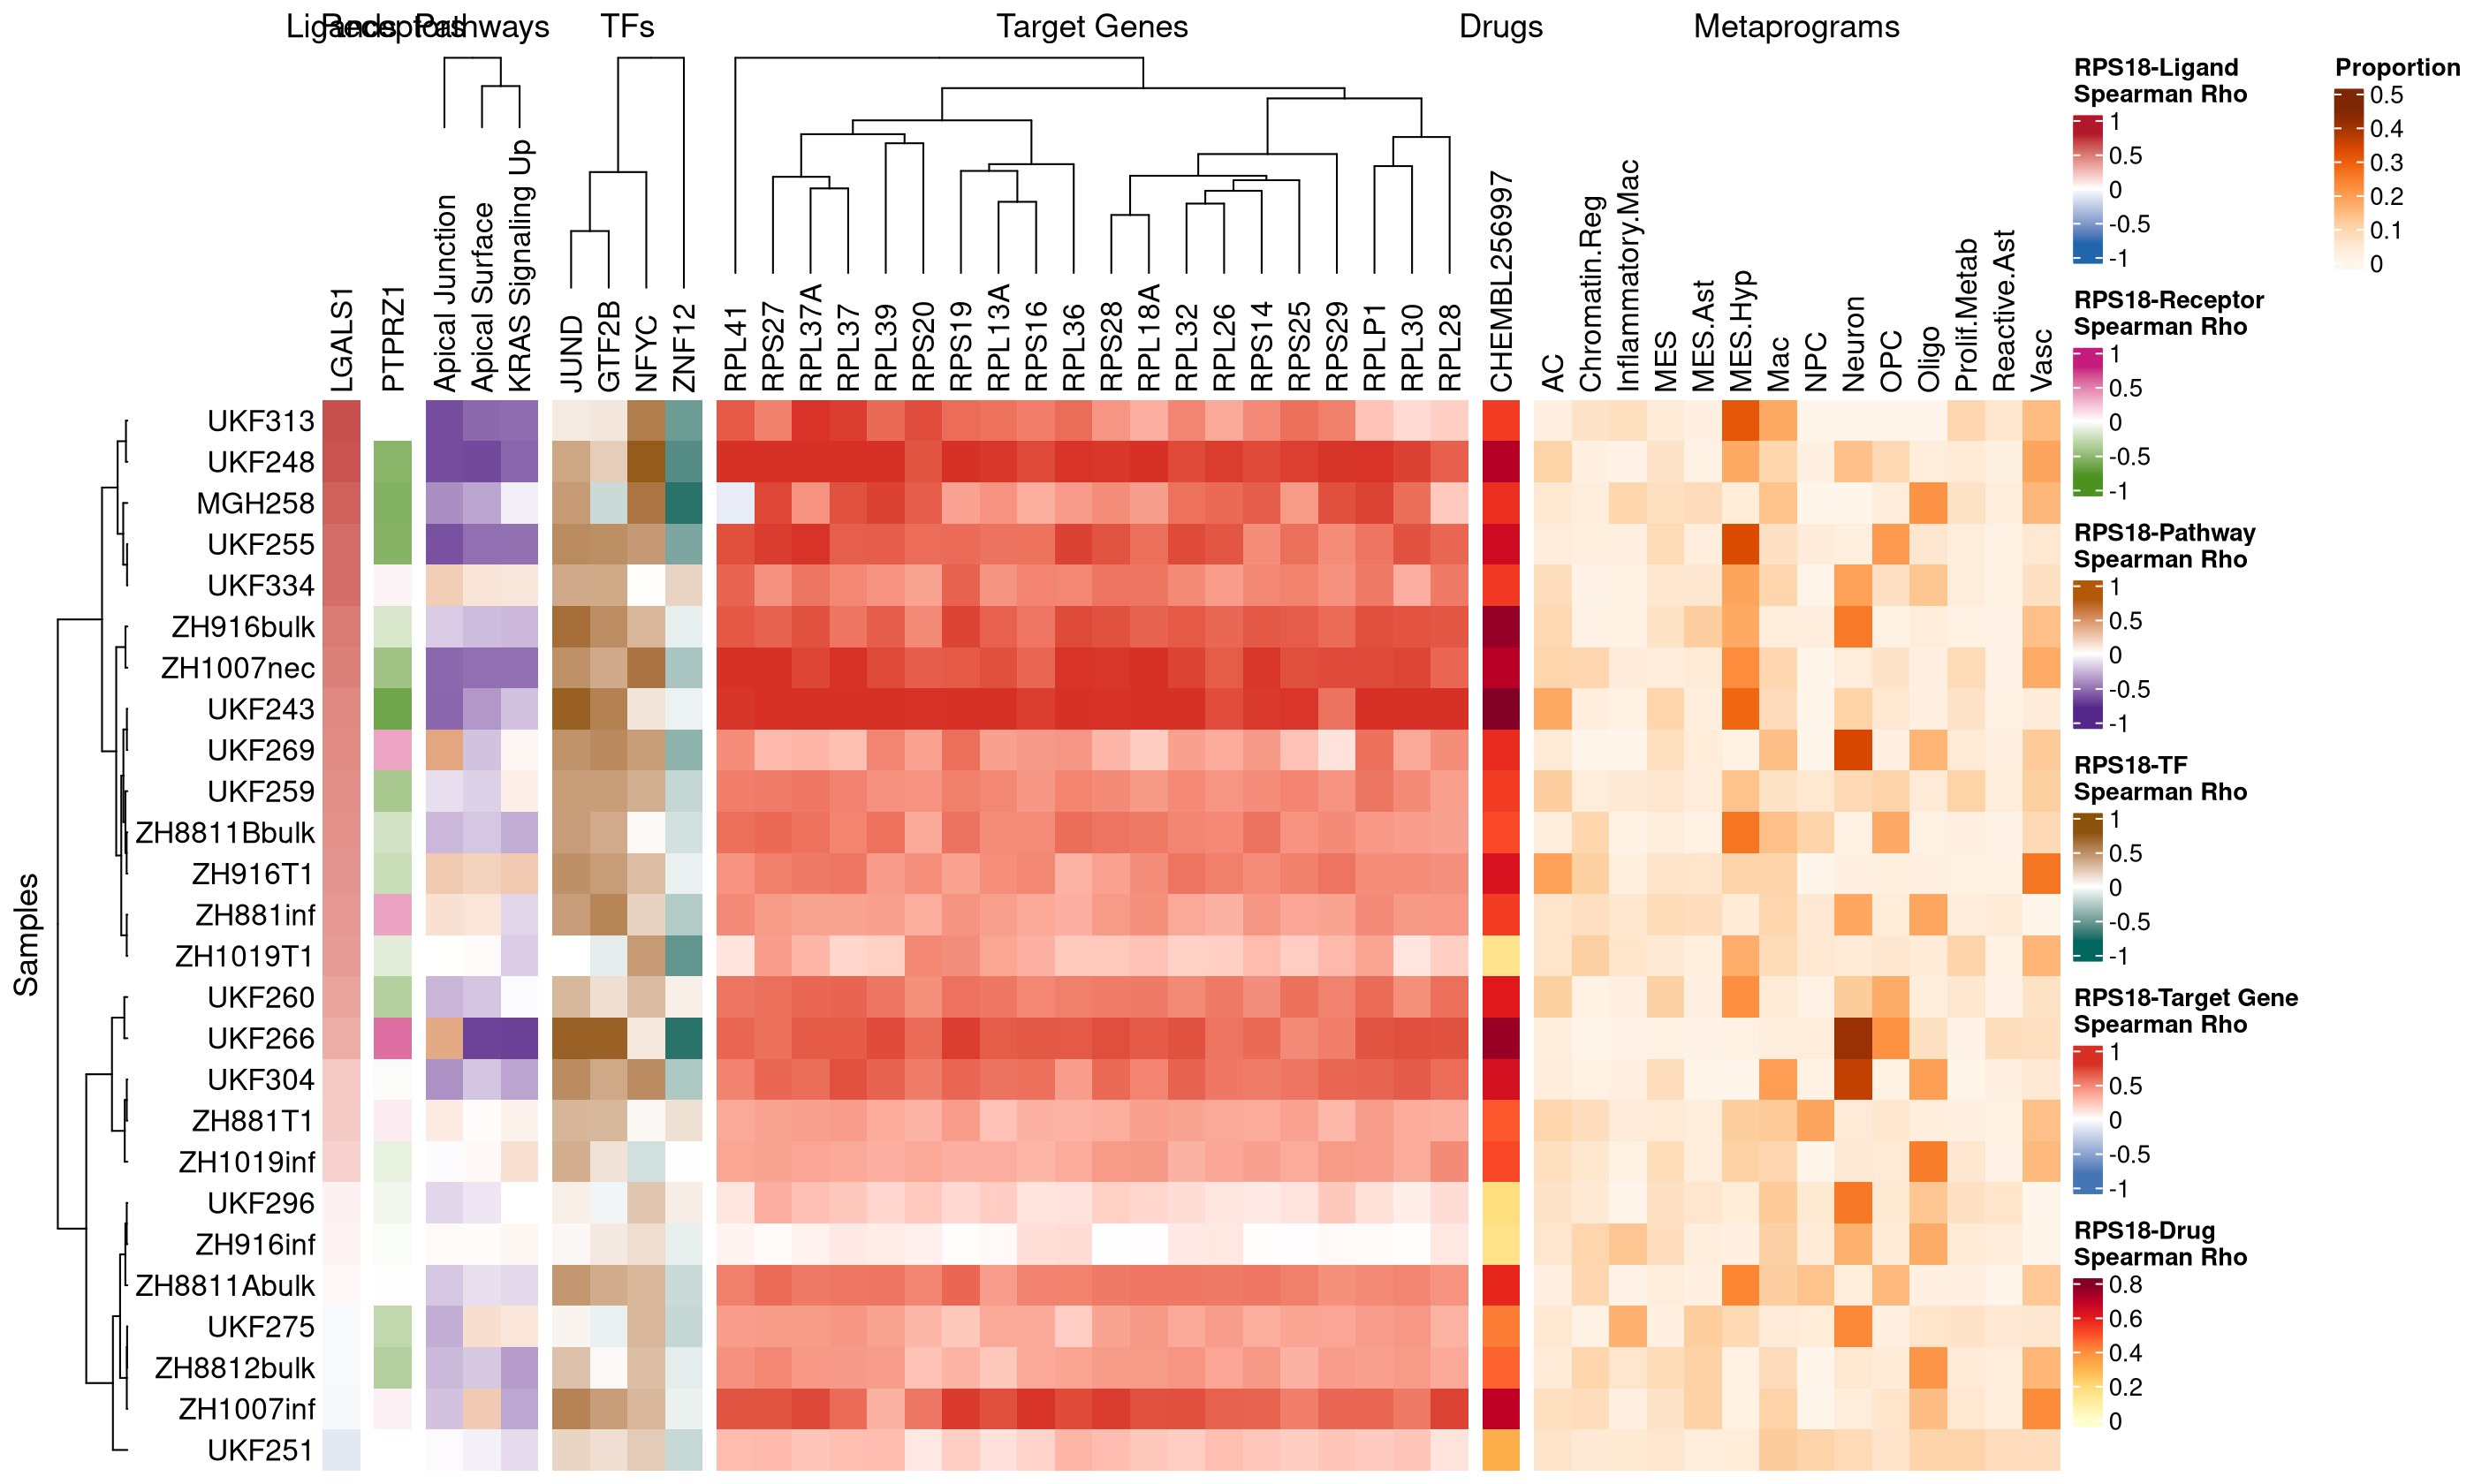 Ligands Receptors Pathways TFs Target Genes Drugs Metaprograms
LGALS1
PTPRZ1
Apical Junction
Apical Surface
KRAS Signaling Up
JUND
GTF2B
NFYC
ZNF12
RPL41
RPS27
RPL37A
RPL37
RPL39
RPS20
RPS19
RPL13A
RPS16
RPL36
RPS28
RPL18A
RPL32
RPL26
RPS14
RPS25
RPS29
RPLP1
RPL30
RPL28
CHEMBL256997
AC
Chromatin.Reg
Inflammatory.Mac
MES
MES.Ast
MES.Hyp
Mac
NPC
Neuron
OPC
Oligo
Prolif.Metab
Reactive.Ast
Vasc
Samples
UKF313
UKF248
MGH258
UKF255
UKF334
ZH916bulk
ZH1007nec
UKF243
UKF269
UKF259
ZH8811Bbulk
ZH916T1
ZH881inf
ZH1019T1
UKF260
UKF266
UKF304
ZH881T1
ZH1019inf
UKF296
ZH916inf
ZH8811Abulk
UKF275
ZH8812bulk
ZH1007inf
UKF251
RPS18-Ligand
Spearman Rho
1
0.5
0
-0.5
-1
RPS18-Receptor
Spearman Rho
1
0.5
0
-0.5
-1
RPS18-Pathway
Spearman Rho
1
0.5
0
-0.5
-1
RPS18-TF
Spearman Rho
1
0.5
0
-0.5
-1
RPS18-Target Gene
Spearman Rho
1
0.5
0
-0.5
-1
RPS18-Drug
Spearman Rho
0.8
0.6
0.4
0.2
0
Proportion
0.5
0.4
0.3
0.2
0.1
0